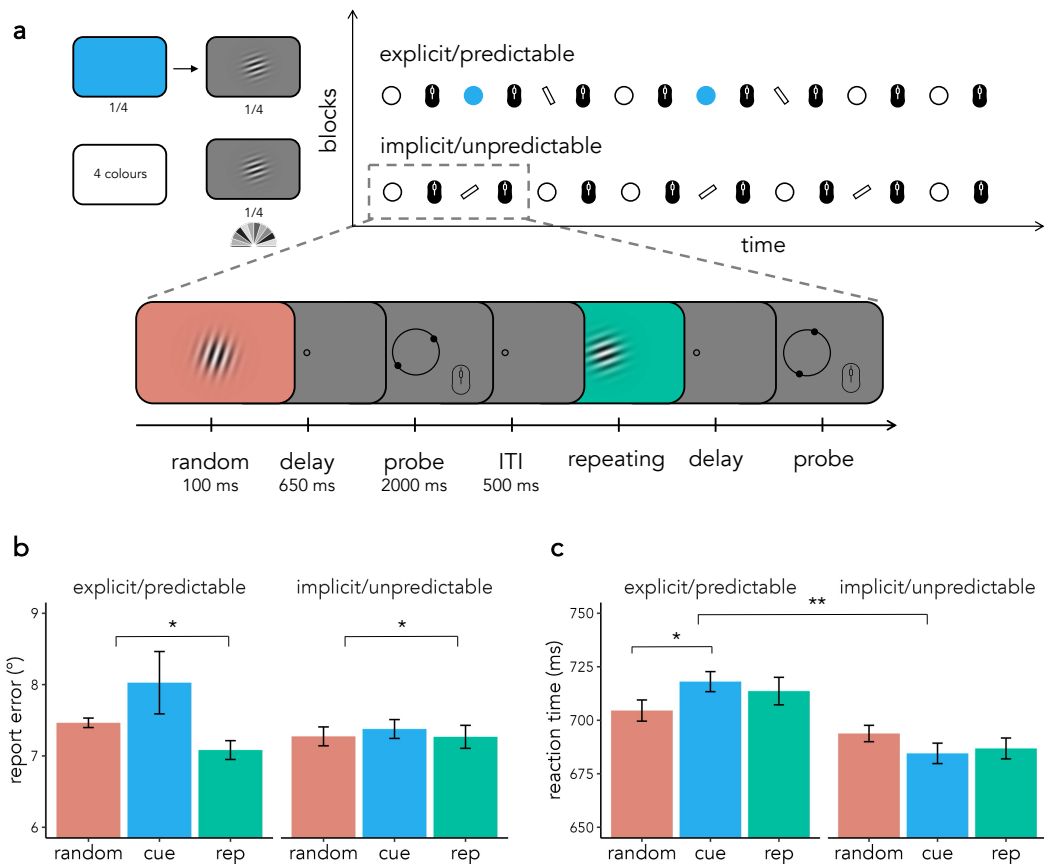 a
explicit/predictable
1/4
1/4
blocks
implicit/unpredictable
4 colours
1/4
time
random
delay
probe
ITI
repeating
delay
probe
100 ms
650 ms
2000 ms
500 ms
b
explicit/predictable
implicit/unpredictable
9
*
*
8
report error (°)
7
6
random
cue
rep
random
cue
rep
c
explicit/predictable
implicit/unpredictable
750
**
*
725
reaction time (ms)
700
675
650
random
cue
rep
random
cue
rep